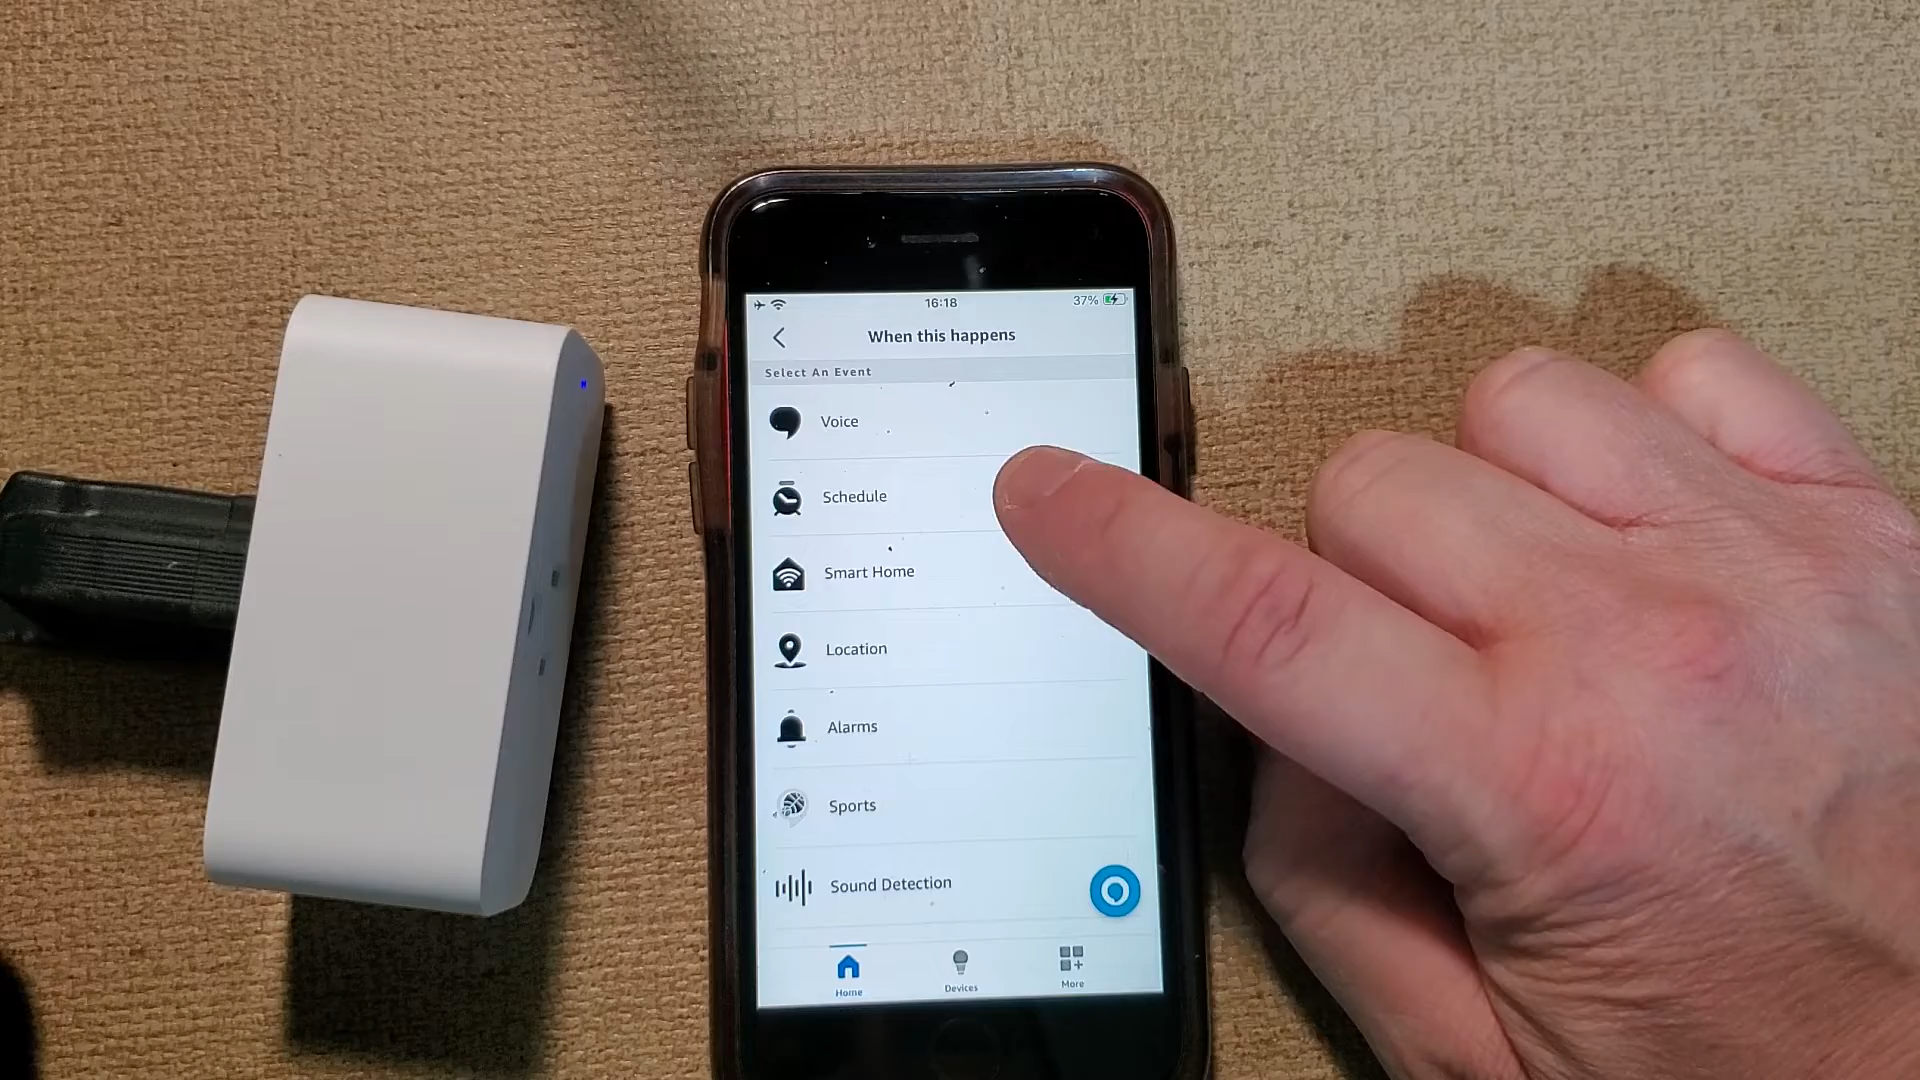 16:18
37%
When this happens
Select An Event
Voice
Schedule
Smart Home
Location
Alarms
Sports
Sound Detection
Home
Devices
More